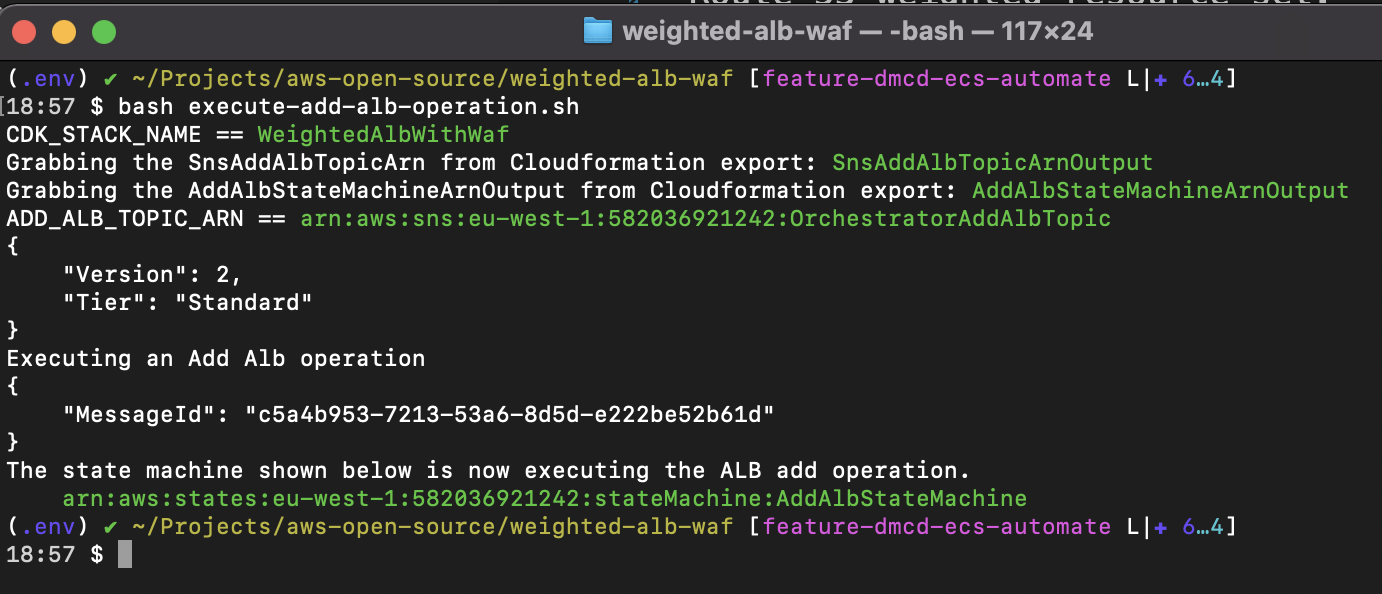 weighted-alb-waf — -bash — 117×24
(.env) ✔ ~/Projects/aws-open-source/weighted-alb-waf [feature-dmcd-ecs-automate L|+ 6…4]
18:57 $ bash execute-add-alb-operation.sh
CDK_STACK_NAME == WeightedAlbWithWaf
Grabbing the SnsAddAlbTopicArn from Cloudformation export: SnsAddAlbTopicArnOutput
Grabbing the AddAlbStateMachineArnOutput from Cloudformation export: AddAlbStateMachineArnOutput
ADD_ALB_TOPIC_ARN == arn:aws:sns:eu-west-1:582036921242:OrchestratorAddAlbTopic
{
    "Version": 2,
    "Tier": "Standard"
}
Executing an Add Alb operation
{
    "MessageId": "c5a4b953-7213-53a6-8d5d-e222be52b61d"
}
The state machine shown below is now executing the ALB add operation.
    arn:aws:states:eu-west-1:582036921242:stateMachine:AddAlbStateMachine
(.env) ✔ ~/Projects/aws-open-source/weighted-alb-waf [feature-dmcd-ecs-automate L|+ 6…4]
18:57 $